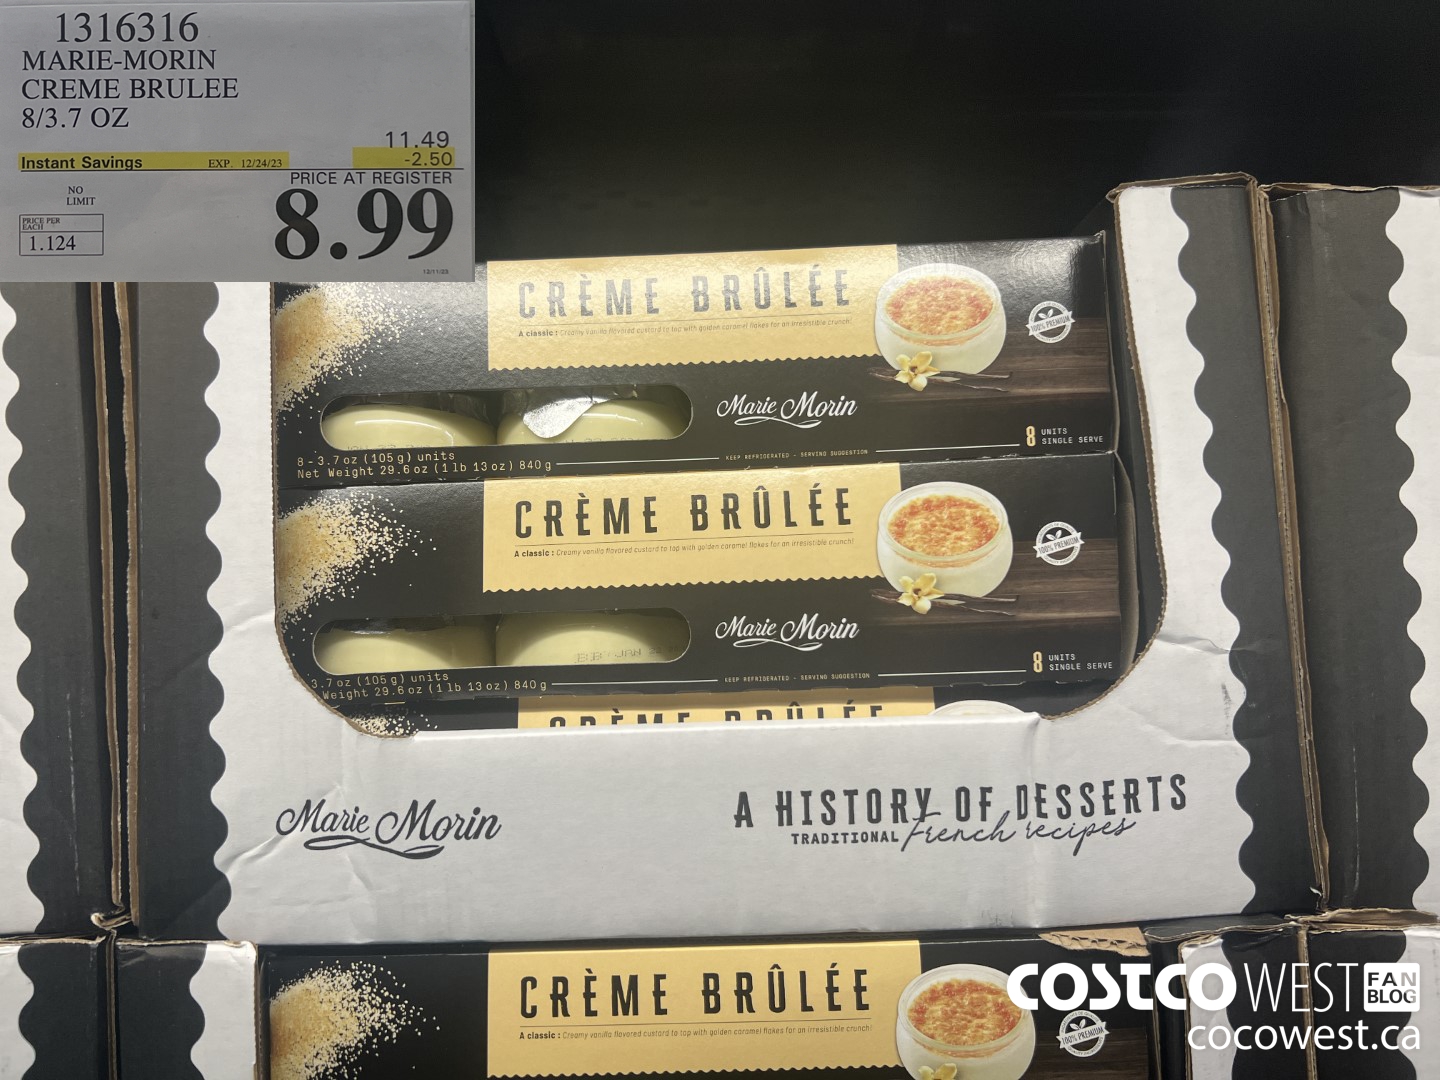 1316316
MARIE-MORIN
CREME BRULEE
8/3.7 OZ
11.49
Instant Savings EXP. 12/24/23 -2.50
PRICE AT REGISTER
8.99
NO
LIMIT
PRICE PER
EACH
1.124
12/11/23
CRÈME BRÛLÉE
A classic : Creamy vanilla flavored custard to top with golden caramel flakes for an irresistible crunch!
100% PREMIUM
Marie Morin
8 UNITS
SINGLE SERVE
8 - 3.7 oz (105 g) units
Net Weight 29.6 oz (1 lb 13 oz) 840 g
KEEP REFRIGERATED - SERVING SUGGESTION
CRÈME BRÛLÉE
A classic : Creamy vanilla flavored custard to top with golden caramel flakes for an irresistible crunch!
100% PREMIUM
Marie Morin
8 UNITS
SINGLE SERVE
3.7 oz (105 g) units
Weight 29.6 oz (1 lb 13 oz) 840 g
KEEP REFRIGERATED - SERVING SUGGESTION
CRÈME BRÛLÉE
Marie Morin
A HISTORY OF DESSERTS
TRADITIONAL French recipes
CRÈME BRÛLÉE
A classic : Creamy vanilla flavored custard to top with golden caramel flakes for an irresistible crunch!
100% PREMIUM
COSTCO WEST FAN BLOG
cocowest.ca